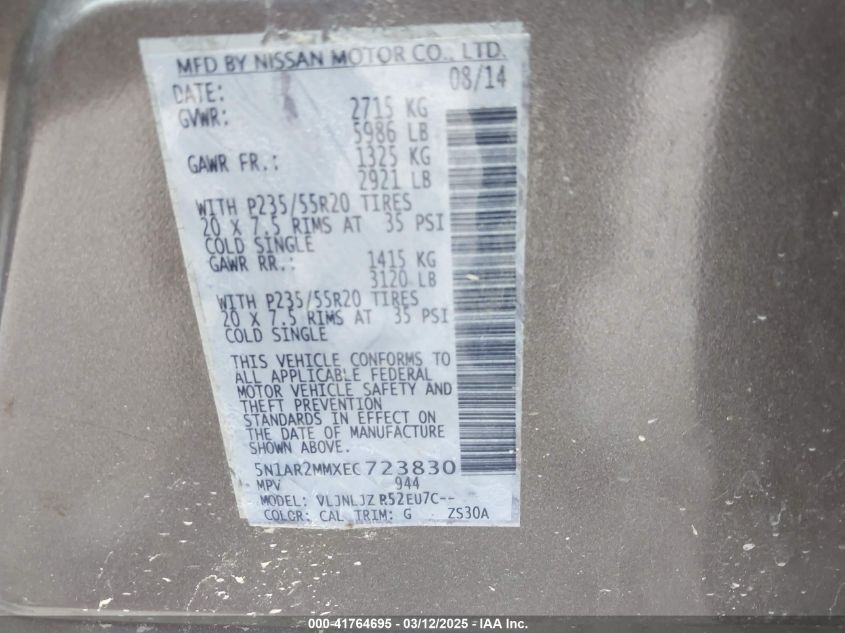 MFD BY NISSAN MOTOR CO., LTD.
DATE: 08/14
GVWR: 2715 KG
5986 LB
GAWR FR.: 1325 KG
2921 LB
WITH P235/55R20 TIRES
20 X 7.5 RIMS AT 35 PSI
COLD SINGLE
GAWR RR.: 1415 KG
3120 LB
WITH P235/55R20 TIRES
20 X 7.5 RIMS AT 35 PSI
COLD SINGLE
THIS VEHICLE CONFORMS TO
ALL APPLICABLE FEDERAL
MOTOR VEHICLE SAFETY AND
THEFT PREVENTION
STANDARDS IN EFFECT ON
THE DATE OF MANUFACTURE
SHOWN ABOVE.
5N1AR2MMXEC723830
MPV 944
MODEL: VLJNLJZ R52EU7C--
COLOR: CAL TRIM: G ZS30A
000-41764695 - 03/12/2025 - IAA Inc.